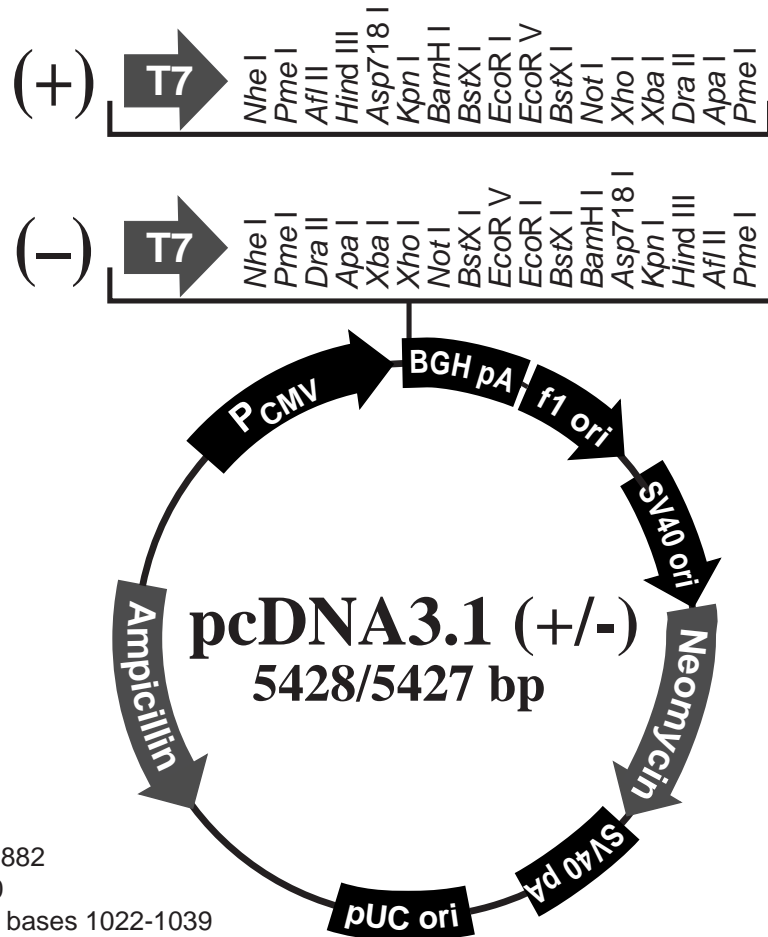 (+) T7 Nhe I Pme I Afl II Hind III Asp718 I Kpn I BamH I BstX I EcoR I EcoR V BstX I Not I Xho I Xba I Dra II Apa I Pme I
(–) T7 Nhe I Pme I Dra II Apa I Xba I Xho I Not I BstX I EcoR V EcoR I BstX I BamH I Asp718 I Kpn I Hind III Afl II Pme I
PCMV
BGH pA
f1 ori
SV40 ori
Neomycin
SV40 pA
pUC ori
Ampicillin
pcDNA3.1 (+/-)
5428/5427 bp
882
)
bases 1022-1039